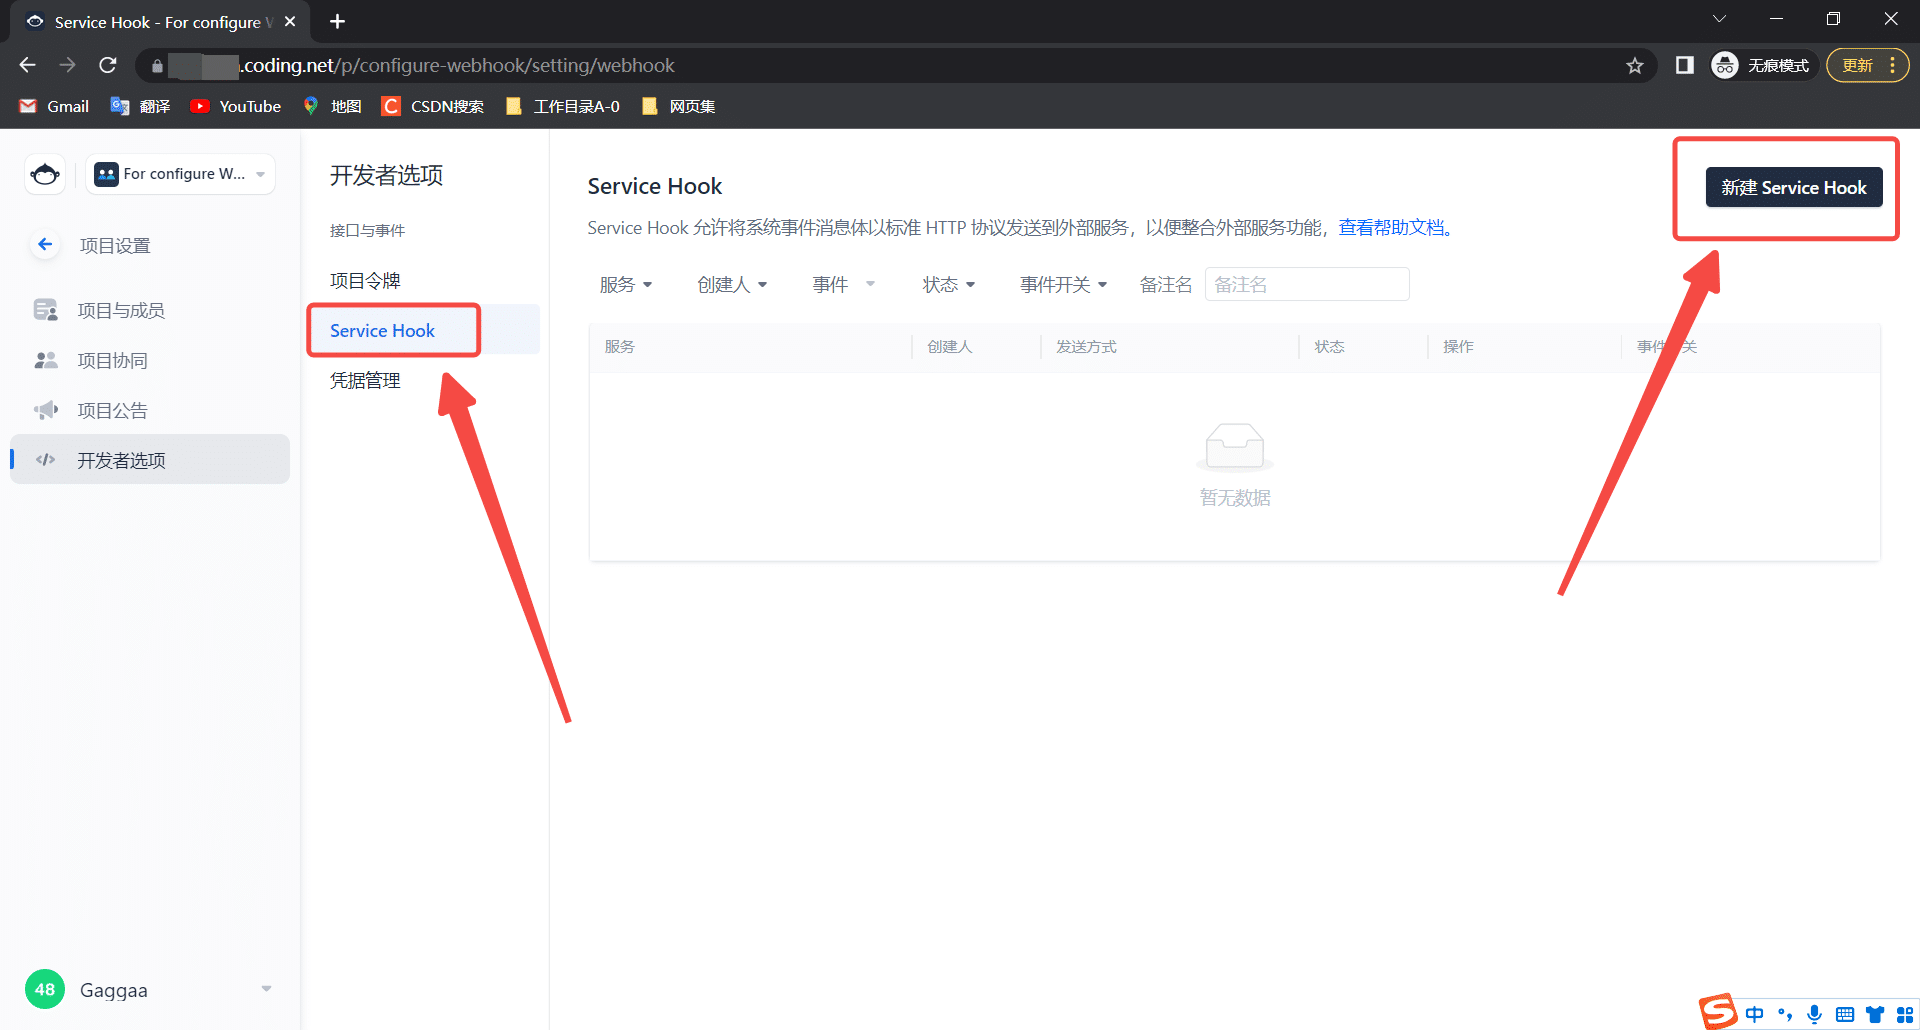 Service Hook - For configure W
.coding.net/p/configure-webhook/setting/webhook
无痕模式
更新
Gmail
翻译
YouTube
地图
CSDN搜索
工作目录A-0
网页集
For configure W...
项目设置
项目与成员
项目协同
项目公告
开发者选项
48
Gaggaa
开发者选项
接口与事件
项目令牌
Service Hook
凭据管理
Service Hook
新建 Service Hook
Service Hook 允许将系统事件消息体以标准 HTTP 协议发送到外部服务，以便整合外部服务功能，查看帮助文档。
服务 创建人 事件 状态 事件开关 备注名 备注名
服务 创建人 发送方式 状态 操作 事件 关
暂无数据
中